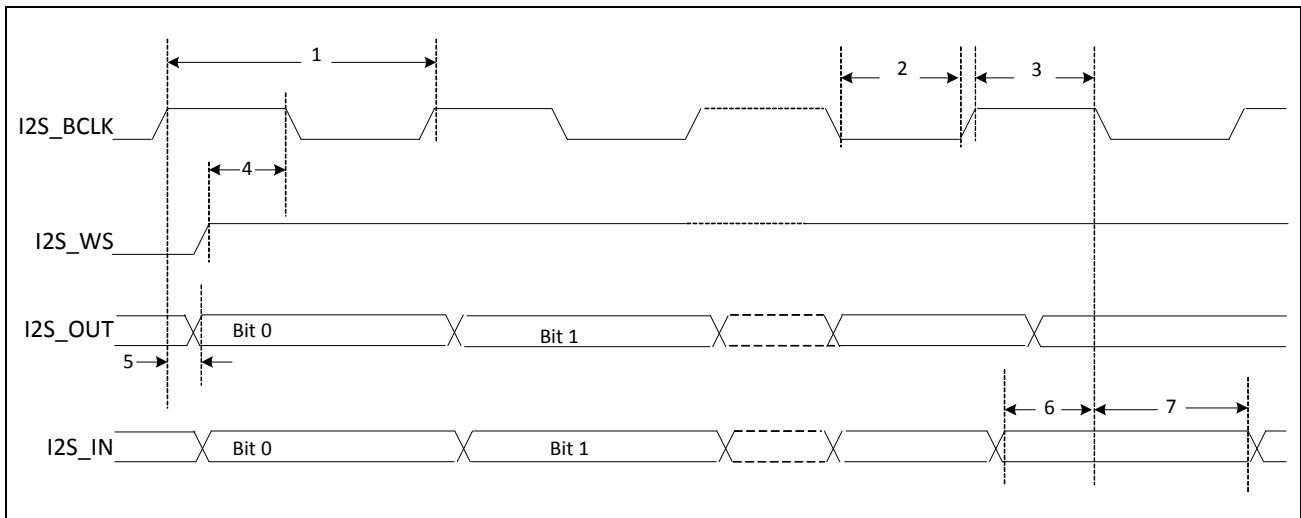 1
2
3
I2S_BCLK
4
I2S_WS
I2S_OUT
Bit 0
Bit 1
5
6
7
I2S_IN
Bit 0
Bit 1